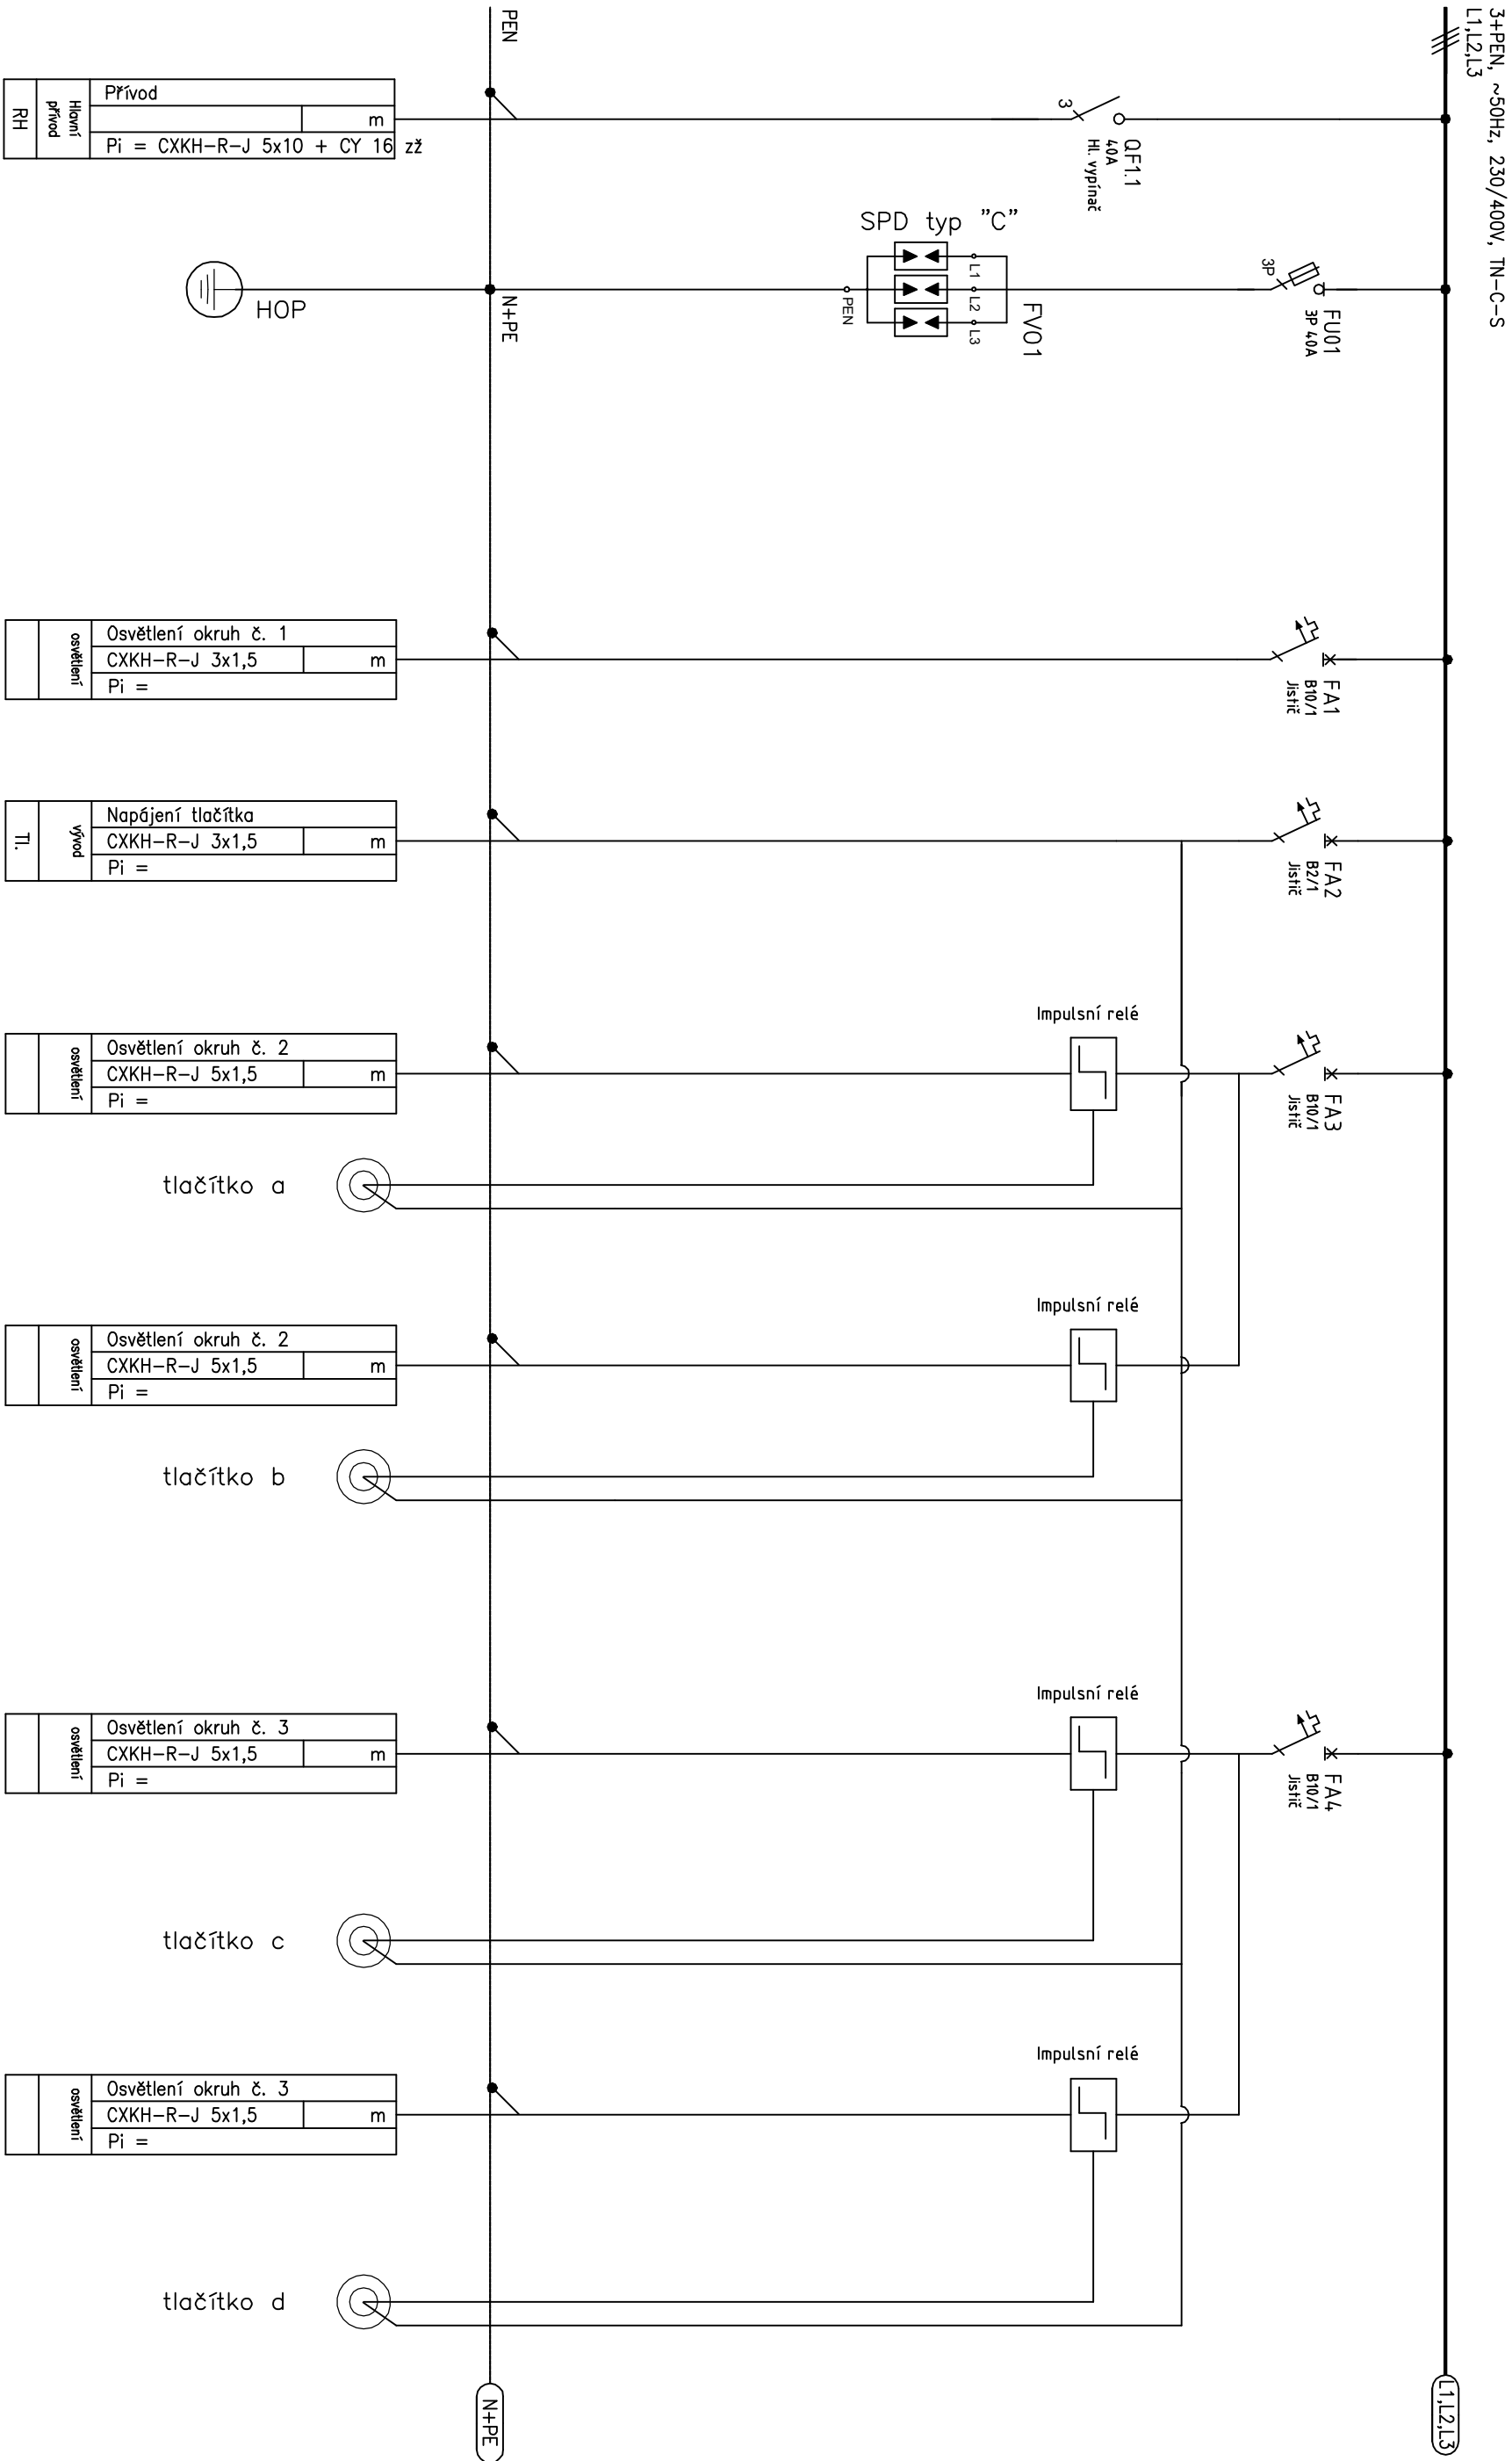 3+PEN, ~50Hz, 230/400V, TN-C-S
L1,L2,L3
PEN
Přívod
m
Pi = CXKH-R-J 5x10 + CY 16 zž
Hlavní
přívod
RH
3
QF1.1
40A
Hl. vypínač
SPD typ "C"
L1
L2
L3
PEN
FV01
3P
FU01
3P 40A
HOP
N+PE
Osvětlení okruh č. 1
CXKH-R-J 3x1,5
m
Pi =
osvětlení
FA1
B10/1
Jistič
Napájení tlačítka
CXKH-R-J 3x1,5
m
Pi =
vývod
Tl.
FA2
B2/1
Jistič
Impulsní relé
Osvětlení okruh č. 2
CXKH-R-J 5x1,5
m
Pi =
osvětlení
FA3
B10/1
Jistič
tlačítko a
Impulsní relé
Osvětlení okruh č. 2
CXKH-R-J 5x1,5
m
Pi =
osvětlení
tlačítko b
Impulsní relé
Osvětlení okruh č. 3
CXKH-R-J 5x1,5
m
Pi =
osvětlení
FA4
B10/1
Jistič
tlačítko c
Impulsní relé
Osvětlení okruh č. 3
CXKH-R-J 5x1,5
m
Pi =
osvětlení
tlačítko d
N+PE
L1,L2,L3